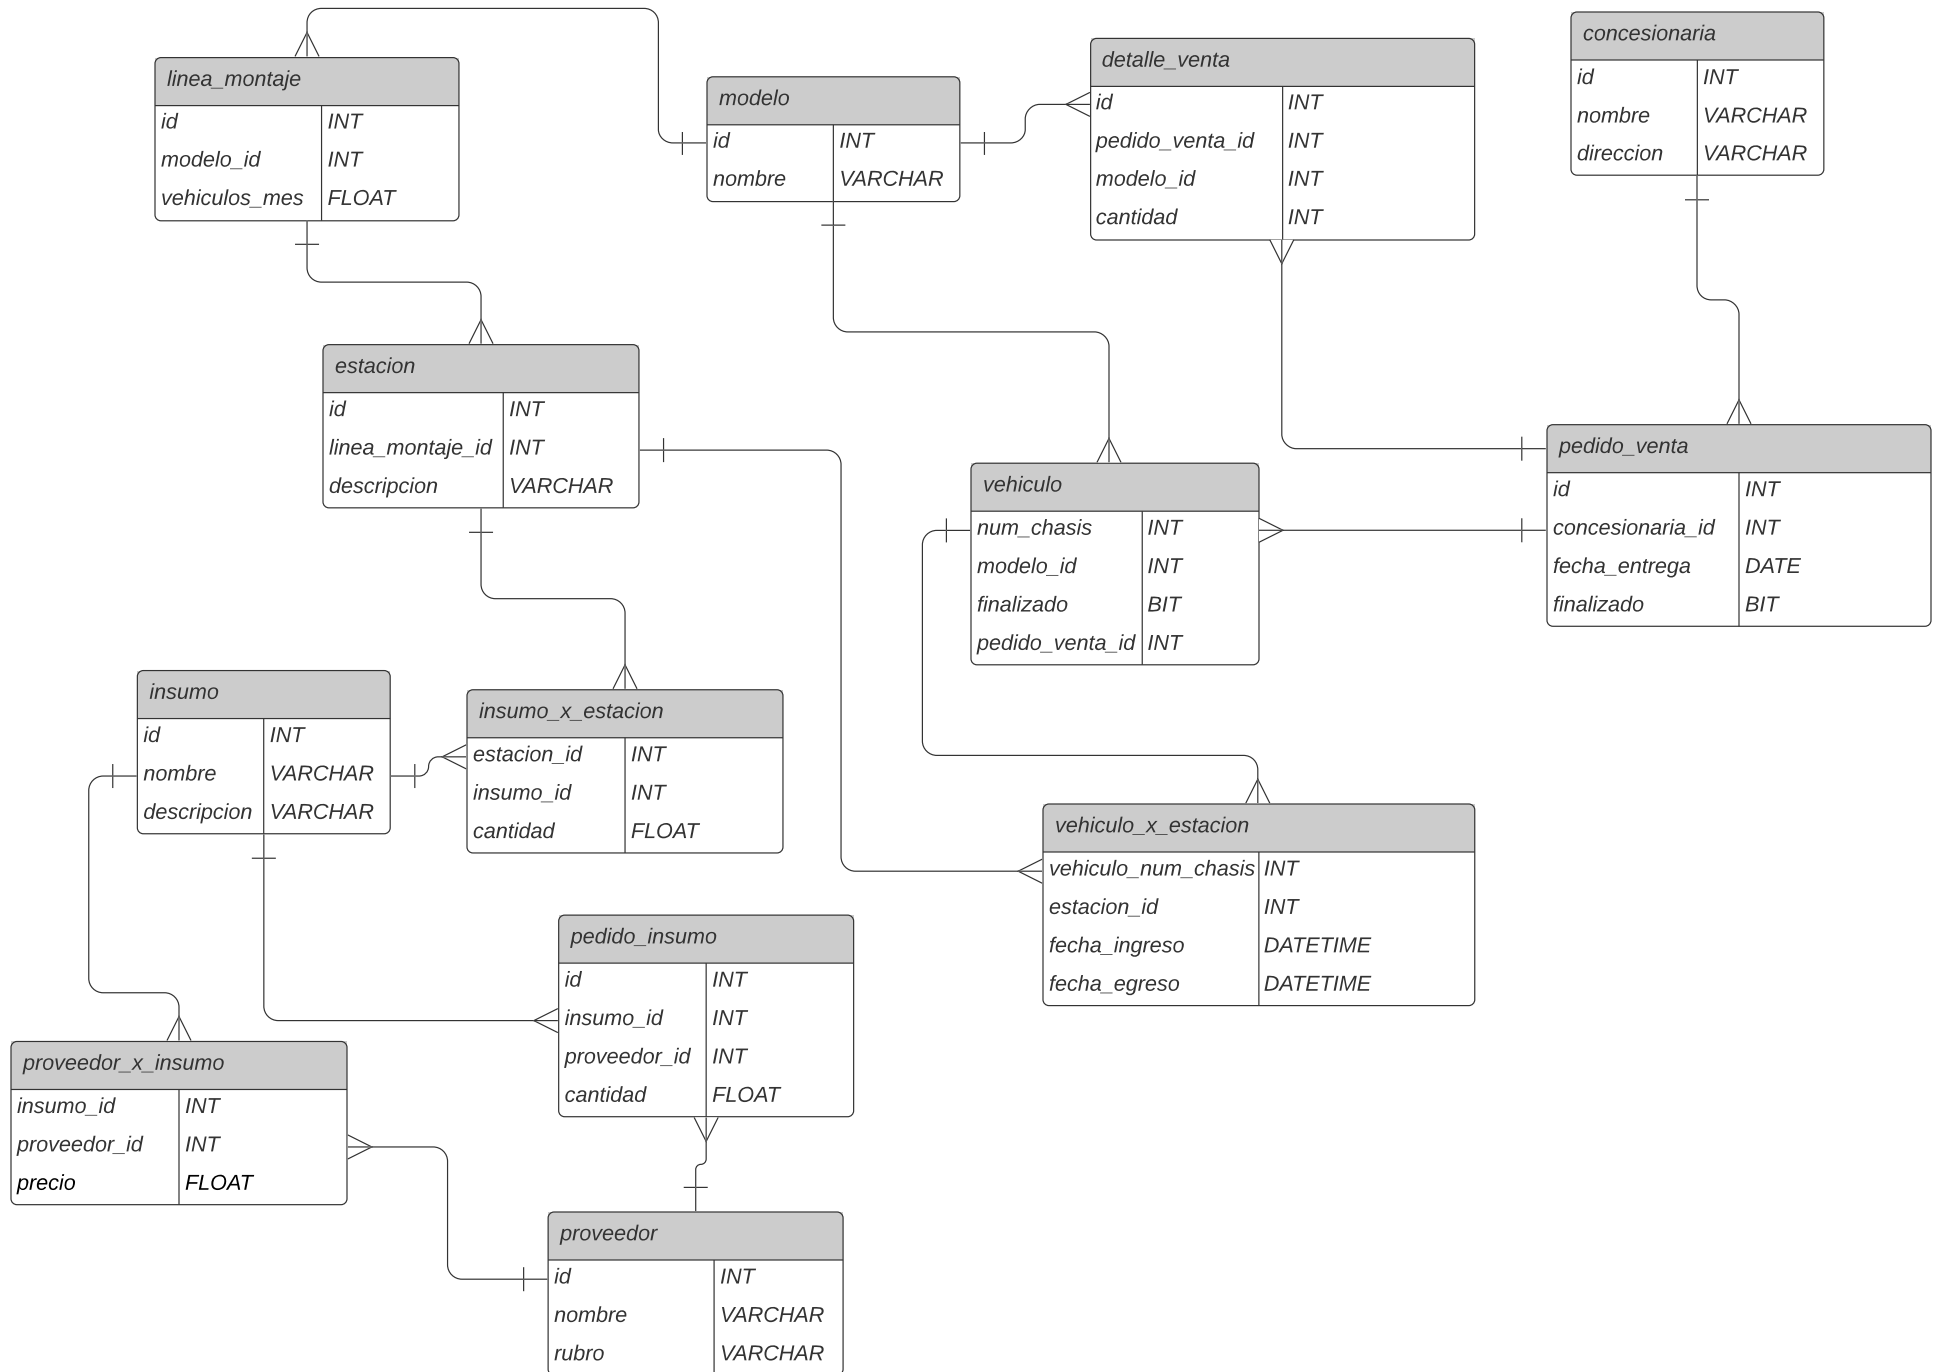 linea_montaje
id INT
modelo_id INT
vehiculos_mes FLOAT
modelo
id INT
nombre VARCHAR
detalle_venta
id INT
pedido_venta_id INT
modelo_id INT
cantidad INT
concesionaria
id INT
nombre VARCHAR
direccion VARCHAR
estacion
id INT
linea_montaje_id INT
descripcion VARCHAR
vehiculo
num_chasis INT
modelo_id INT
finalizado BIT
pedido_venta_id INT
pedido_venta
id INT
concesionaria_id INT
fecha_entrega DATE
finalizado BIT
insumo
id INT
nombre VARCHAR
descripcion VARCHAR
insumo_x_estacion
estacion_id INT
insumo_id INT
cantidad FLOAT
vehiculo_x_estacion
vehiculo_num_chasis INT
estacion_id INT
fecha_ingreso DATETIME
fecha_egreso DATETIME
pedido_insumo
id INT
insumo_id INT
proveedor_id INT
cantidad FLOAT
proveedor_x_insumo
insumo_id INT
proveedor_id INT
precio FLOAT
proveedor
id INT
nombre VARCHAR
rubro VARCHAR